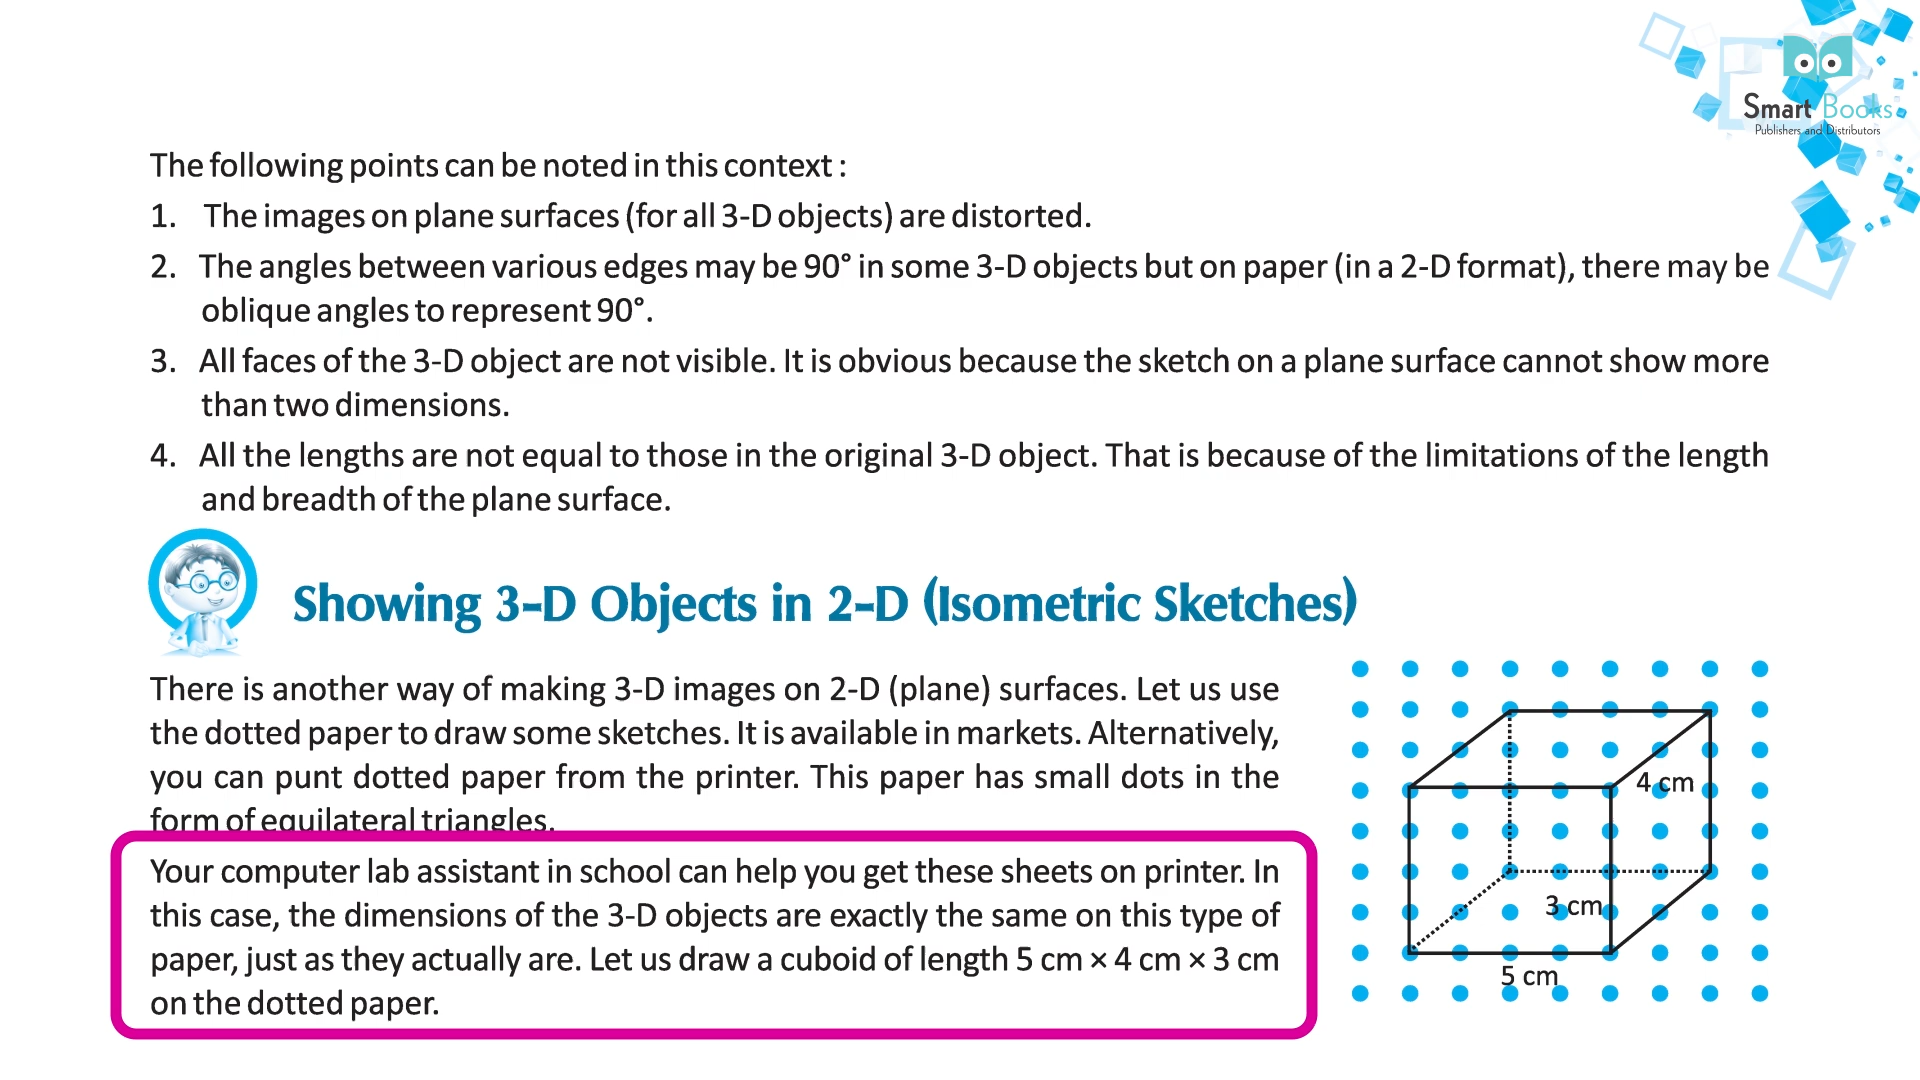 Smart Books
Publishers and Distributors
The following points can be noted in this context :
1. The images on plane surfaces (for all 3-D objects) are distorted.
2. The angles between various edges may be 90° in some 3-D objects but on paper (in a 2-D format), there may be
oblique angles to represent 90°.
3. All faces of the 3-D object are not visible. It is obvious because the sketch on a plane surface cannot show more
than two dimensions.
4. All the lengths are not equal to those in the original 3-D object. That is because of the limitations of the length
and breadth of the plane surface.
Showing 3-D Objects in 2-D (Isometric Sketches)
There is another way of making 3-D images on 2-D (plane) surfaces. Let us use
the dotted paper to draw some sketches. It is available in markets. Alternatively,
you can punt dotted paper from the printer. This paper has small dots in the
form of equilateral triangles.
Your computer lab assistant in school can help you get these sheets on printer. In
this case, the dimensions of the 3-D objects are exactly the same on this type of
paper, just as they actually are. Let us draw a cuboid of length 5 cm × 4 cm × 3 cm
on the dotted paper.
4 cm
3 cm
5 cm